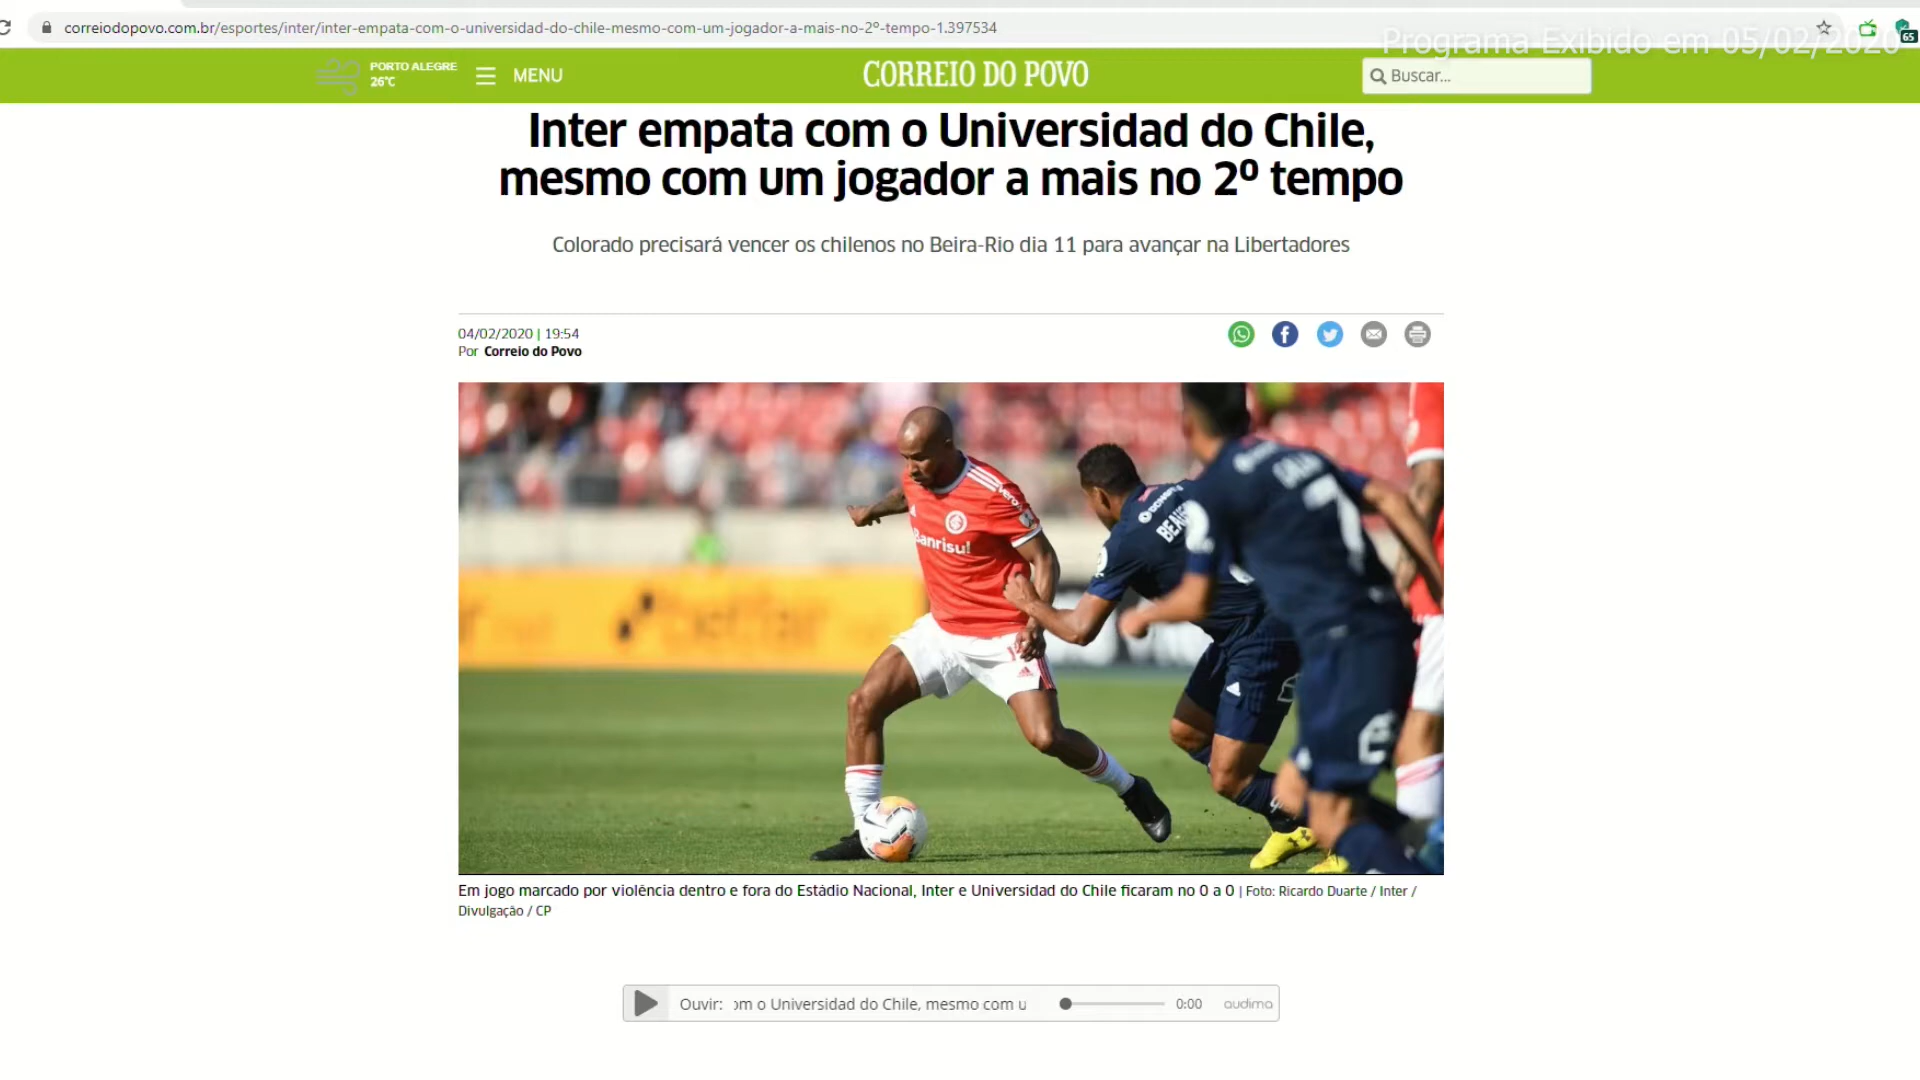 correiodopovo.com.br/esportes/inter/inter-empata-com-o-universidad-do-chile-mesmo-com-um-jogador-a-mais-no-2º-tempo-1.397534
65
Programa Exibido em 05/02/2020
PORTO ALEGRE
26°C
MENU
CORREIO DO POVO
Buscar...
Inter empata com o Universidad do Chile,
mesmo com um jogador a mais no 2º tempo
Colorado precisará vencer os chilenos no Beira-Rio dia 11 para avançar na Libertadores
04/02/2020 | 19:54
Por Correio do Povo
vero
Banrisul
7
Em jogo marcado por violência dentro e fora do Estádio Nacional, Inter e Universidad do Chile ficaram no 0 a 0 | Foto: Ricardo Duarte / Inter /
Divulgação / CP
Ouvir: om o Universidad do Chile, mesmo com u 0:00 audima